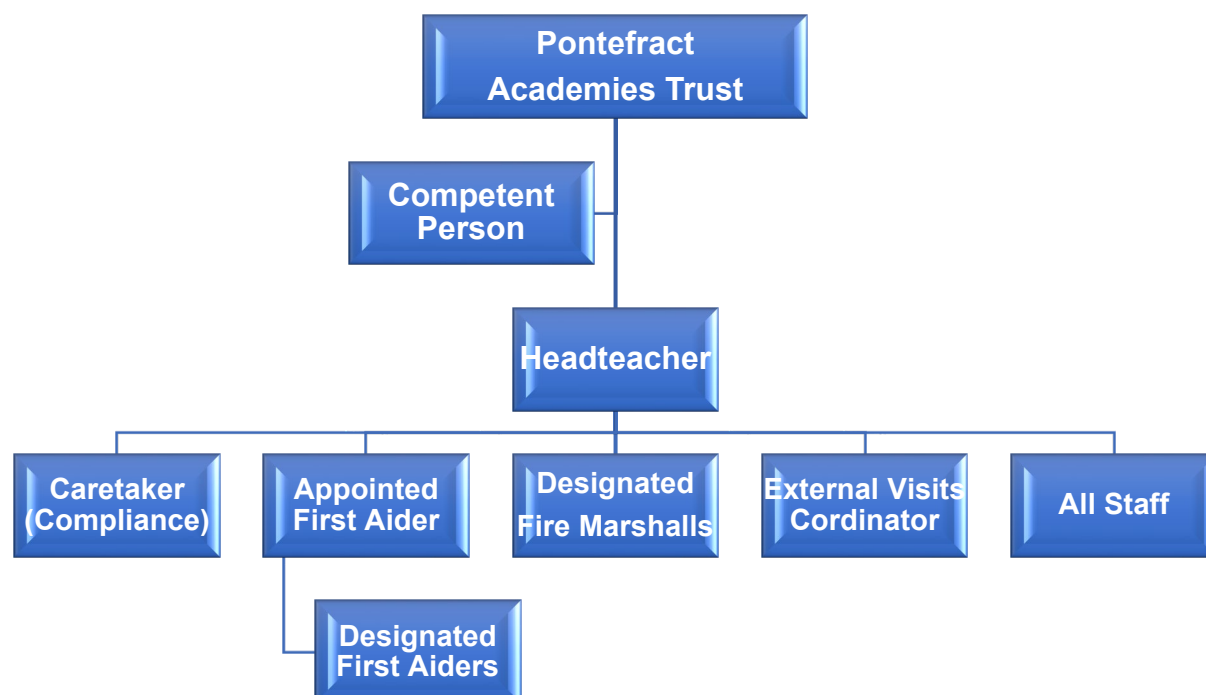 Pontefract
Academies Trust
Competent
Person
Headteacher
Caretaker
(Compliance)
Appointed
First Aider
Designated
Fire Marshalls
External Visits
Cordinator
All Staff
Designated
First Aiders